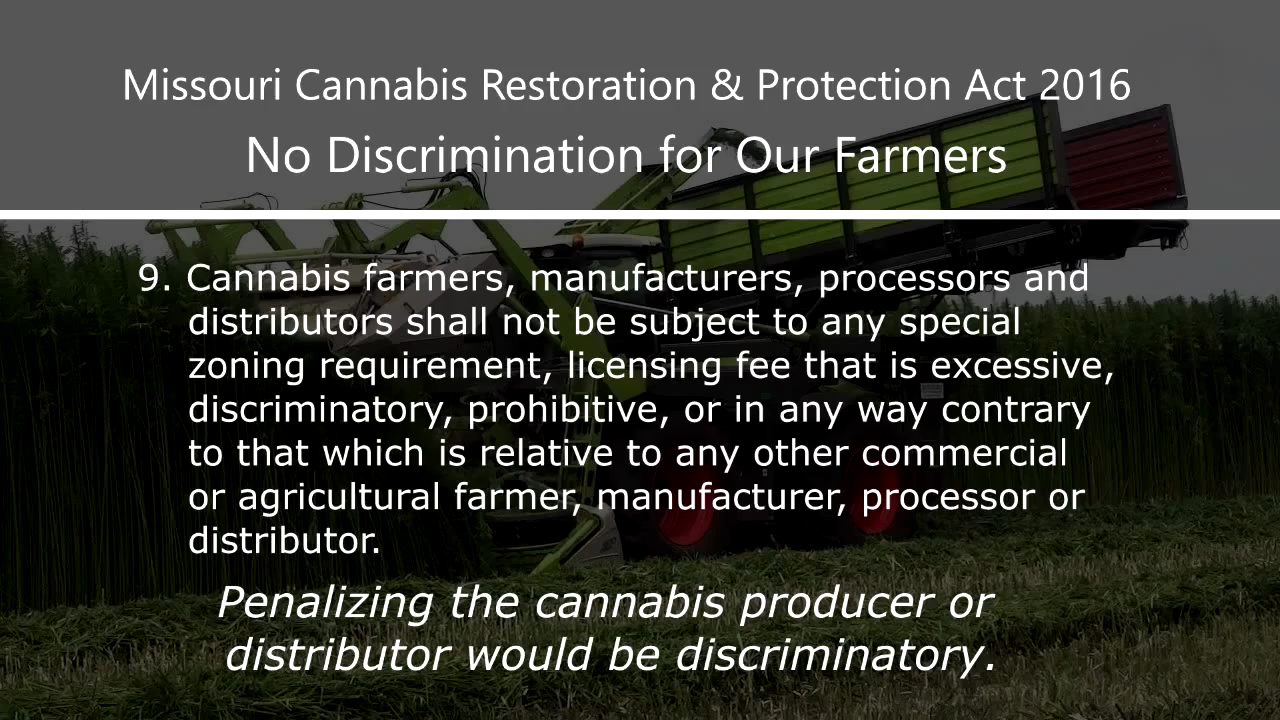 Missouri Cannabis Restoration & Protection Act 2016
No Discrimination for Our Farmers
9. Cannabis farmers, manufacturers, processors and
distributors shall not be subject to any special
zoning requirement, licensing fee that is excessive,
discriminatory, prohibitive, or in any way contrary
to that which is relative to any other commercial
or agricultural farmer, manufacturer, processor or
distributor.
Penalizing the cannabis producer or
distributor would be discriminatory.